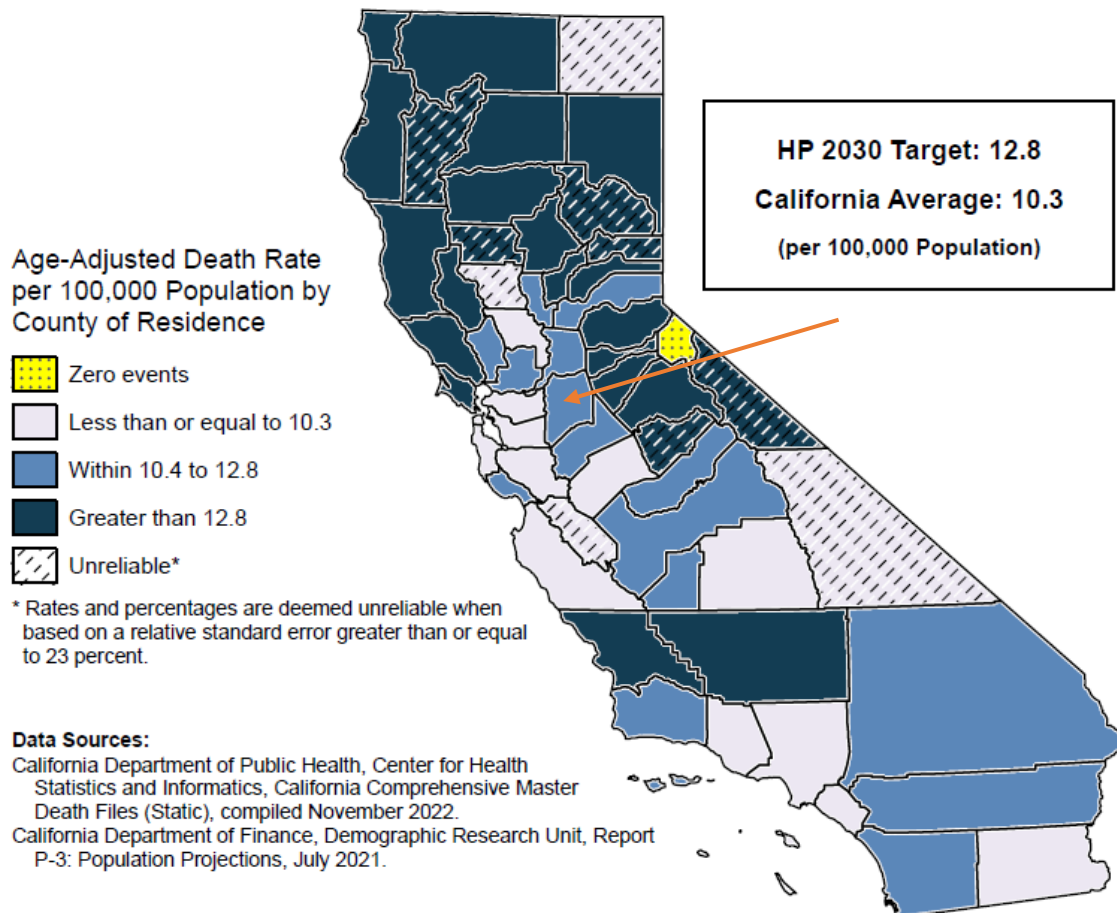 HP 2030 Target: 12.8
California Average: 10.3
(per 100,000 Population)
Age-Adjusted Death Rate
per 100,000 Population by
County of Residence
Zero events
Less than or equal to 10.3
Within 10.4 to 12.8
Greater than 12.8
Unreliable*
* Rates and percentages are deemed unreliable when
based on a relative standard error greater than or equal
to 23 percent.
Data Sources:
California Department of Public Health, Center for Health
Statistics and Informatics, California Comprehensive Master
Death Files (Static), compiled November 2022.
California Department of Finance, Demographic Research Unit, Report
P-3: Population Projections, July 2021.